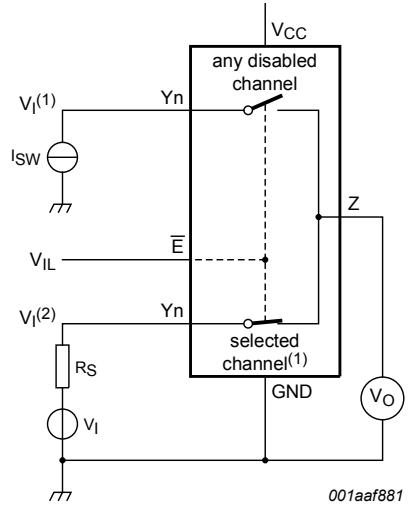 VCC
any disabled
channel
VI(1)
Yn
ISW
Z
E
VIL
VI(2)
Yn
selected
channel(1)
RS
GND
VO
VI
001aaf881